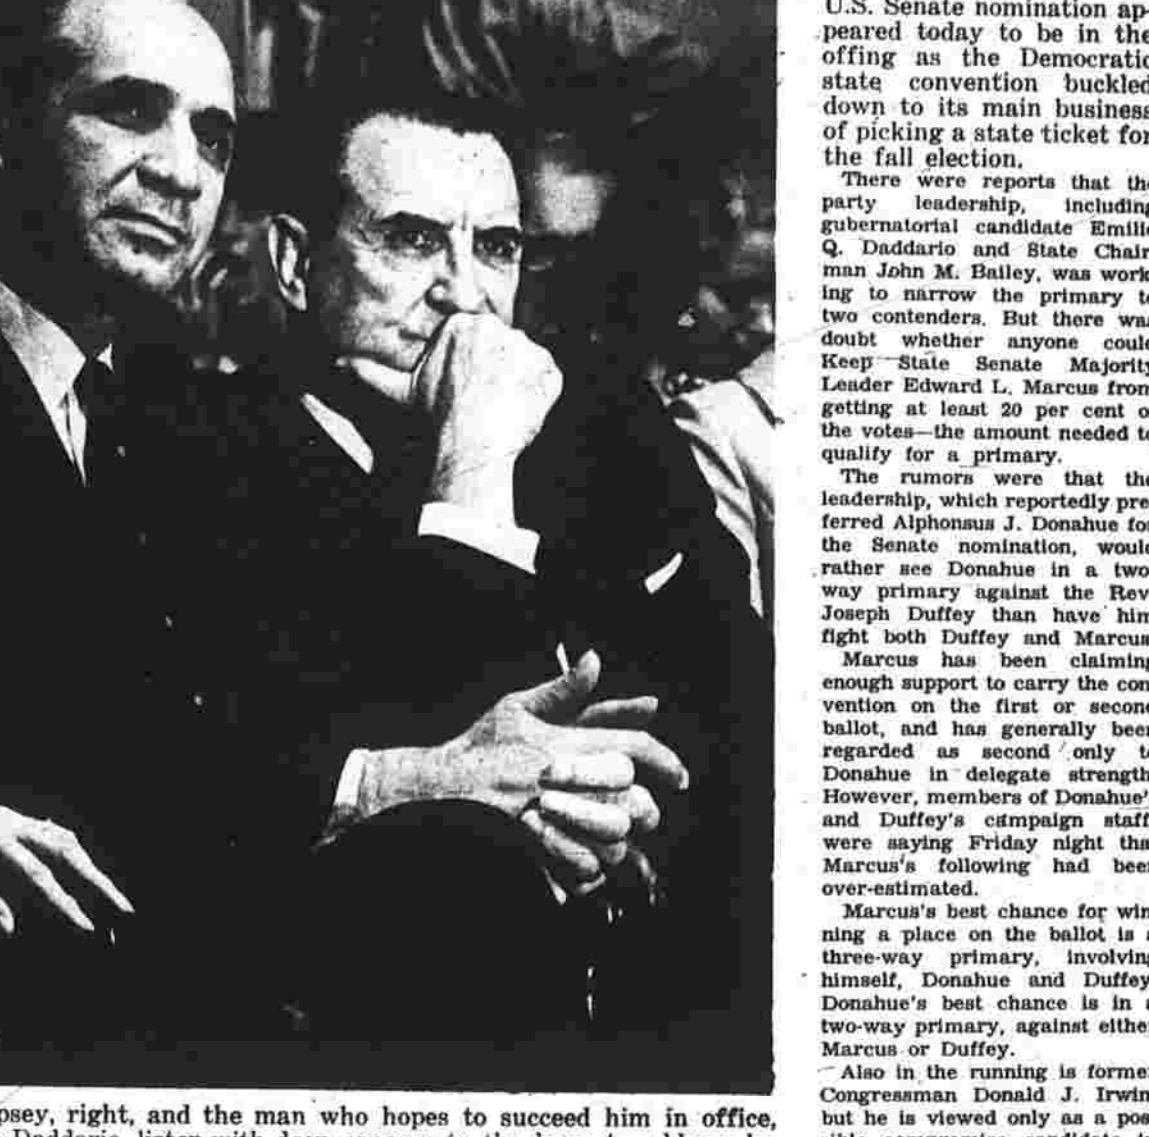 U.S. Senate nomination ap-
peared today to be in the
offing as the Democratic
state convention buckled
down to its main business
of picking a state ticket for
the fall election.
There were reports that the
party leadership, including
gubernatorial candidate Emilio
Q. Daddario and State Chair
man John M. Bailey, was work
ing to narrow the primary to
two contenders. But there was
doubt whether anyone could
Keep State Senate Majority
Leader Edward L. Marcus from
getting at least 20 per cent of
the votes—the amount needed to
qualify for a primary.
The rumors were that the
leadership, which reportedly pre
ferred Alphonsus J. Donahue for
the Senate nomination, would
rather see Donahue in a two
way primary against the Rev.
Joseph Duffey than have him
fight both Duffey and Marcus
Marcus has been claiming
enough support to carry the con
vention on the first or second
ballot, and has generally been
regarded as second only to
Donahue in delegate strength
However, members of Donahue's
and Duffey's campaign staff
were saying Friday night that
Marcus's following had been
over-estimated.
Marcus's best chance for win
ning a place on the ballot is a
three-way primary, involving
himself, Donahue and Duffey
Donahue's best chance is in a
two-way primary, against either
Marcus or Duffey.
Also in the running is former
Congressman Donald J. Irwin,
but he is viewed only as a pos
psey, right, and the man who hopes to succeed him in office,